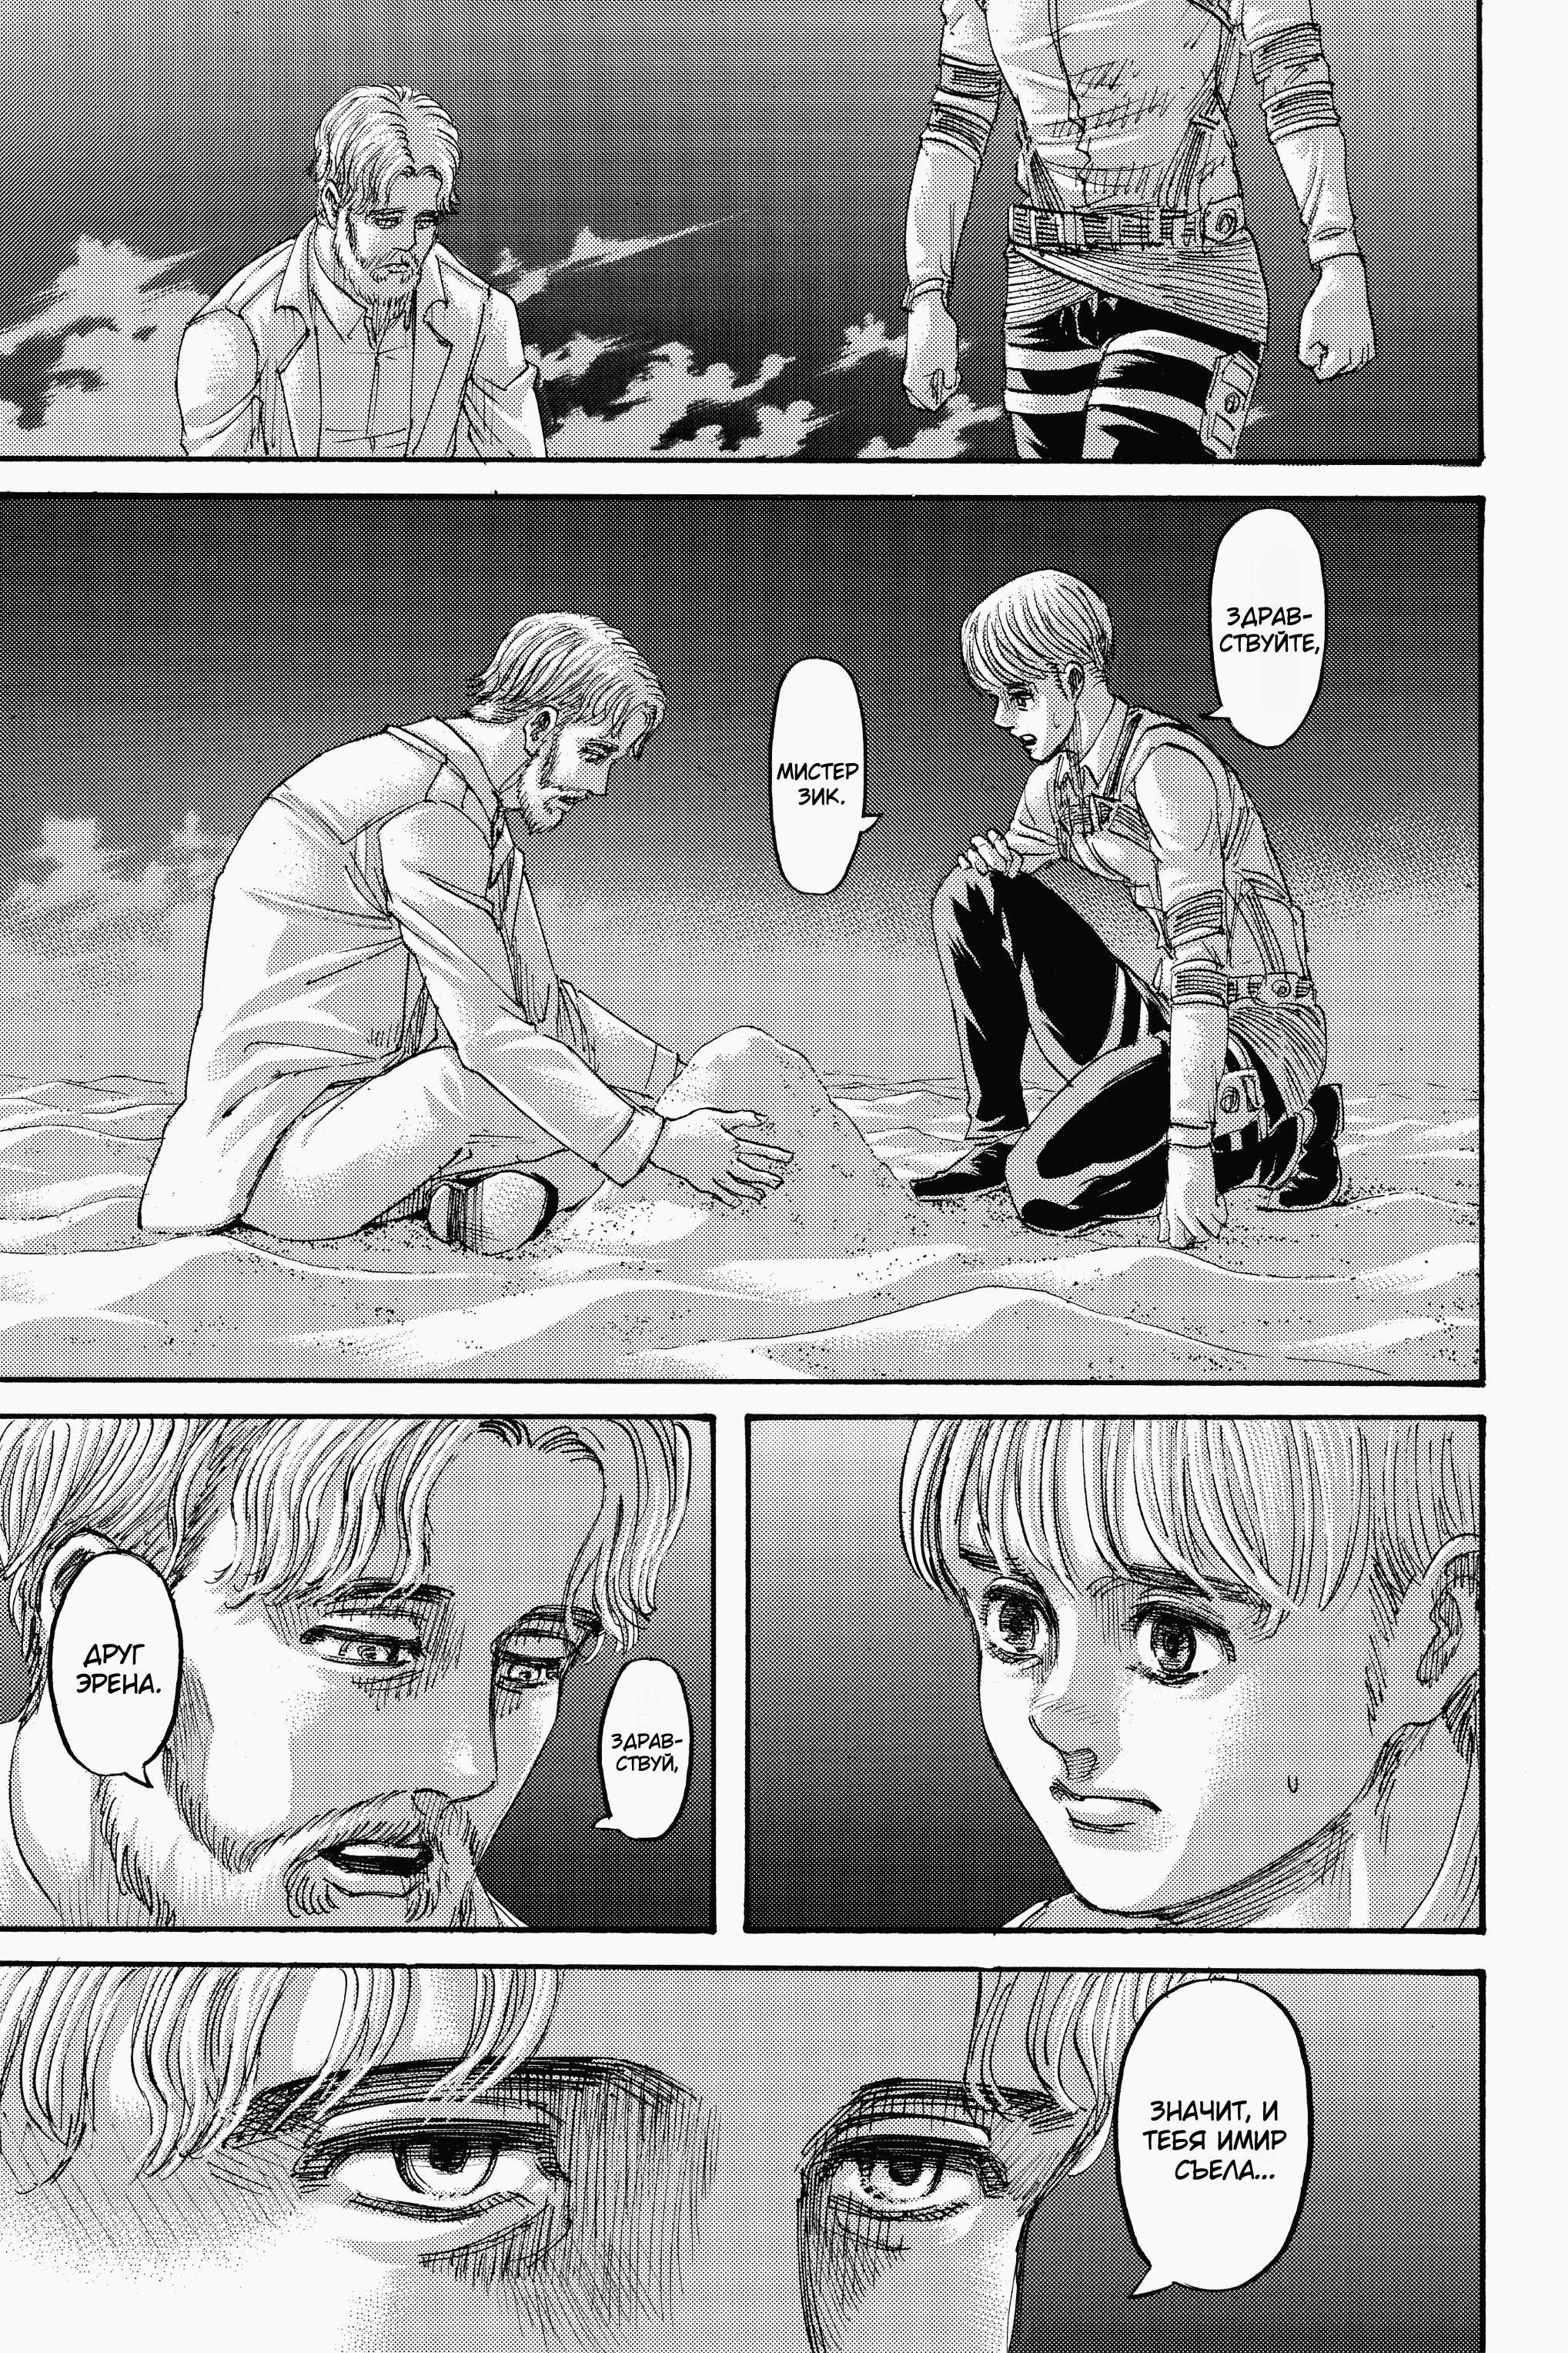 ЗДРАВ-
СТВУЙТЕ,
МИСТЕР
ЗИК.
ЗДРАВ-
СТВУЙ,
ДРУГ
ЭРЕНА.
ЗНАЧИТ, И
ТЕБЯ ИМИР
СЪЕЛА...